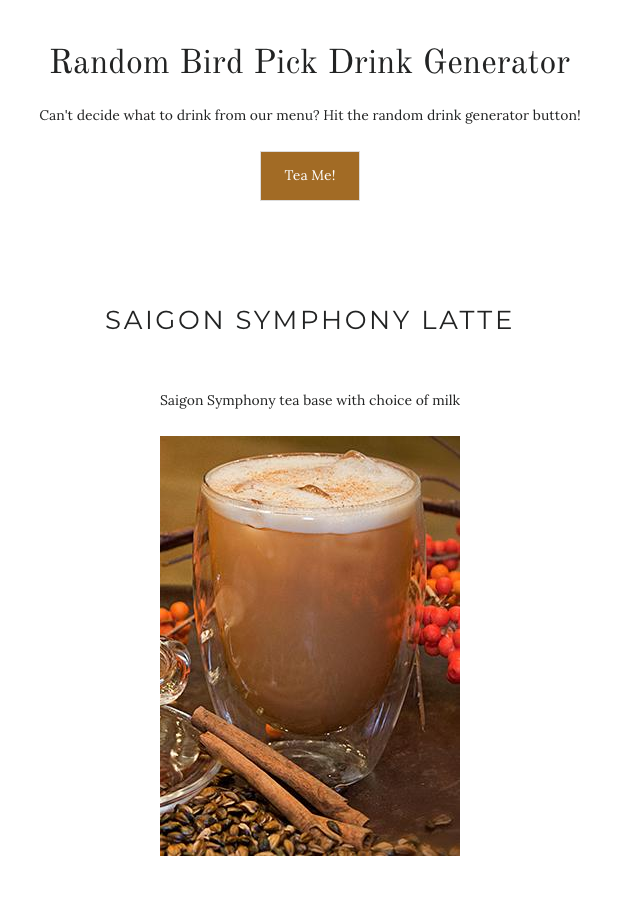 Random Bird Pick Drink Generator
Can't decide what to drink from our menu? Hit the random drink generator button!
Tea Me!
SAIGON SYMPHONY LATTE
Saigon Symphony tea base with choice of milk